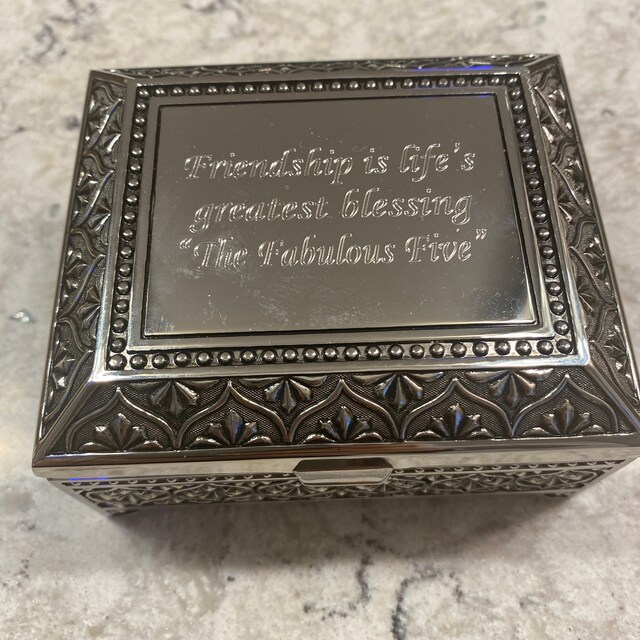 Friendship is life's
greatest blessing
"The Fabulous Five"